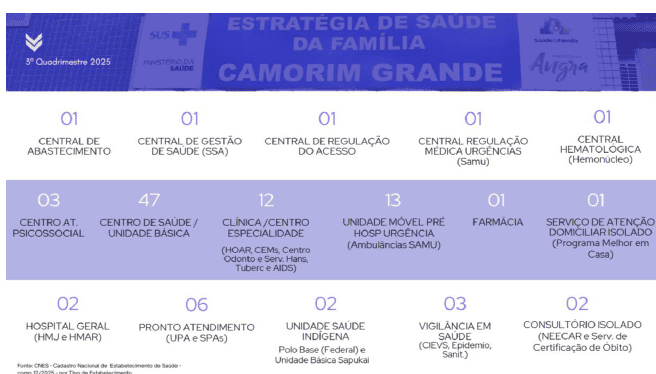 ESTRATÉGIA DE SAÚDE
DA FAMÍLIA
CAMORIM GRANDE
SUS
MINISTÉRIO DA
SAÚDE
Saúde da Família
Angra
3º Quadrimestre 2025
01
CENTRAL DE
ABASTECIMENTO
01
CENTRAL DE GESTÃO
DE SAÚDE (SSA)
01
CENTRAL DE REGULAÇÃO
DO ACESSO
01
CENTRAL REGULAÇÃO
MÉDICA URGÊNCIAS
(Samu)
01
CENTRAL
HEMATOLÓGICA
(Hemonúcleo)
03
CENTRO AT.
PSICOSSOCIAL
47
CENTRO DE SAÚDE /
UNIDADE BÁSICA
12
CLÍNICA /CENTRO
ESPECIALIDADE
(HOAR, CEMs, Centro
Odonto e Serv. Hans,
Tuberc e AIDS)
13
UNIDADE MÓVEL PRÉ
HOSP URGÊNCIA
(Ambulâncias SAMU)
01
FARMÁCIA
01
SERVIÇO DE ATENÇÃO
DOMICILIAR ISOLADO
(Programa Melhor em
Casa)
02
HOSPITAL GERAL
(HMJ e HMAR)
06
PRONTO ATENDIMENTO
(UPA e SPAs)
02
UNIDADE SAÚDE
INDÍGENA
Polo Base (Federal) e
Unidade Básica Sapukai
03
VIGILÂNCIA EM
SAÚDE
(CIEVS, Epidemio,
Sanit.)
02
CONSULTÓRIO ISOLADO
(NEECAR e Serv. de
Certificação de Óbito)
Fonte: CNES - Cadastro Nacional de Estabelecimento de Saúde -
comp 12/2025 - por Tipo de Estabelecimento